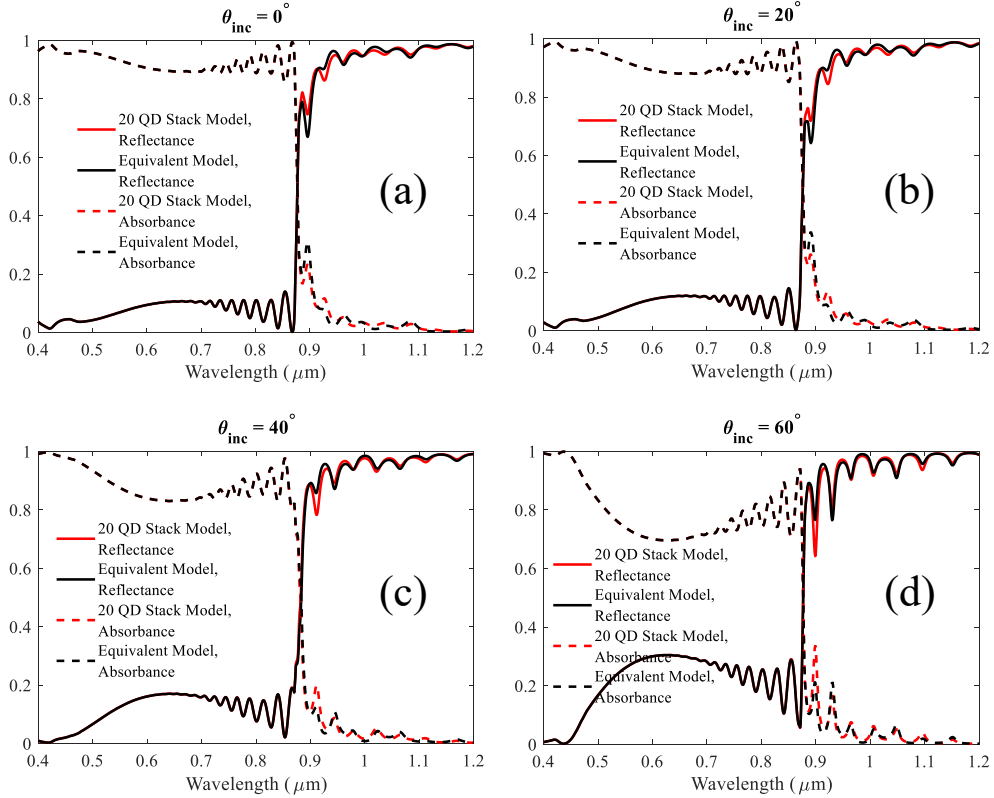 θinc = 0°
1
0.8
0.6
0.4
0.2
0
20 QD Stack Model,
Reflectance
Equivalent Model,
Reflectance
20 QD Stack Model,
Absorbance
Equivalent Model,
Absorbance
(a)
0.4 0.5 0.6 0.7 0.8 0.9 1 1.1 1.2
Wavelength (μm)
θinc = 20°
1
0.8
0.6
0.4
0.2
0
20 QD Stack Model,
Reflectance
Equivalent Model,
Reflectance
20 QD Stack Model,
Absorbance
Equivalent Model,
Absorbance
(b)
0.4 0.5 0.6 0.7 0.8 0.9 1 1.1 1.2
Wavelength (μm)
θinc = 40°
1
0.8
0.6
0.4
0.2
0
20 QD Stack Model,
Reflectance
Equivalent Model,
Reflectance
20 QD Stack Model,
Absorbance
Equivalent Model,
Absorbance
(c)
0.4 0.5 0.6 0.7 0.8 0.9 1 1.1 1.2
Wavelength (μm)
θinc = 60°
1
0.8
0.6
0.4
0.2
0
20 QD Stack Model,
Reflectance
Equivalent Model,
Reflectance
20 QD Stack Model,
Absorbance
Equivalent Model,
Absorbance
(d)
0.4 0.5 0.6 0.7 0.8 0.9 1 1.1 1.2
Wavelength (μm)